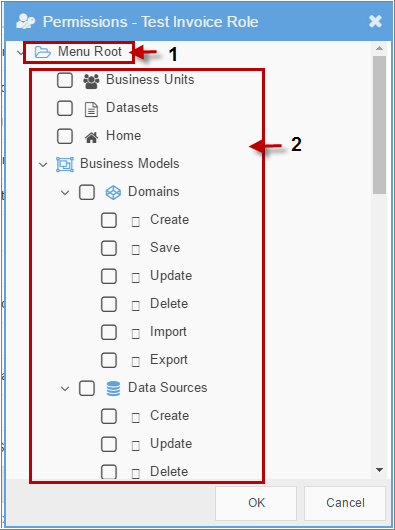 Permissions - Test Invoice Role
Menu Root
1
Business Units
Datasets
Home
2
Business Models
Domains
Create
Save
Update
Delete
Import
Export
Data Sources
Create
Update
Delete
OK
Cancel